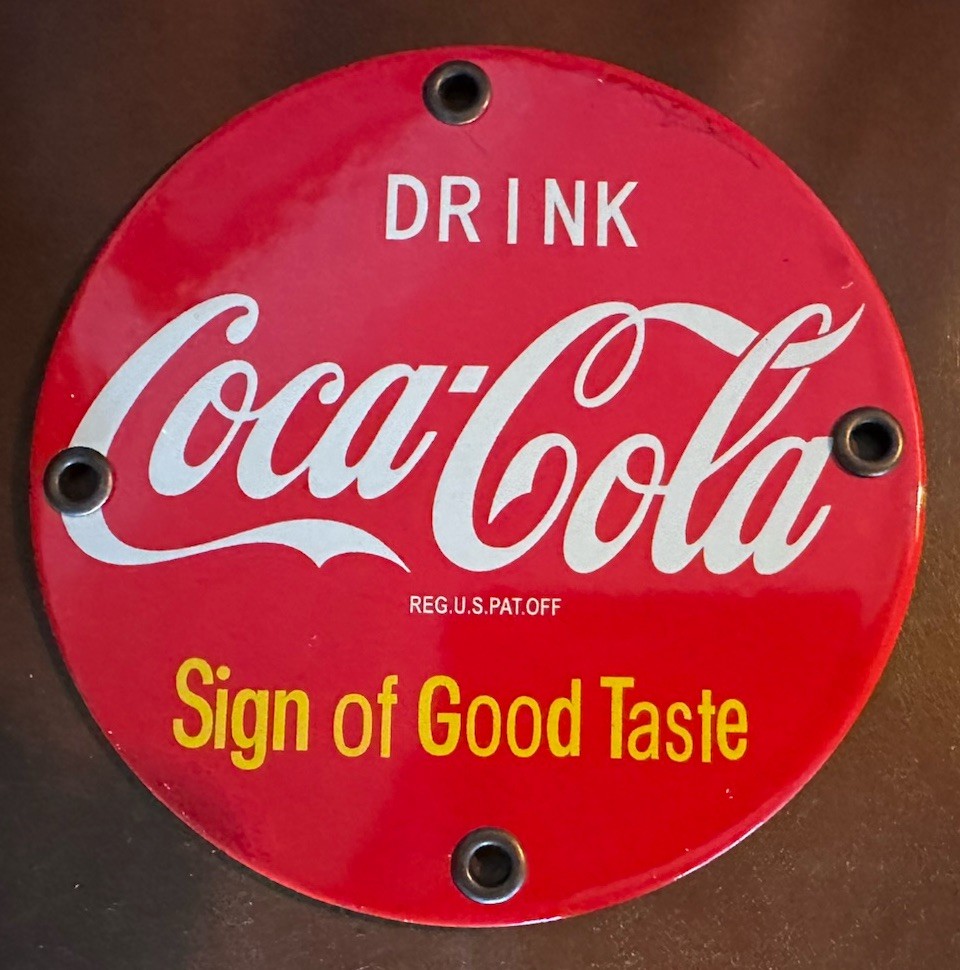 DRINK
Coca-Cola
REG.U.S.PAT.OFF
Sign of Good Taste